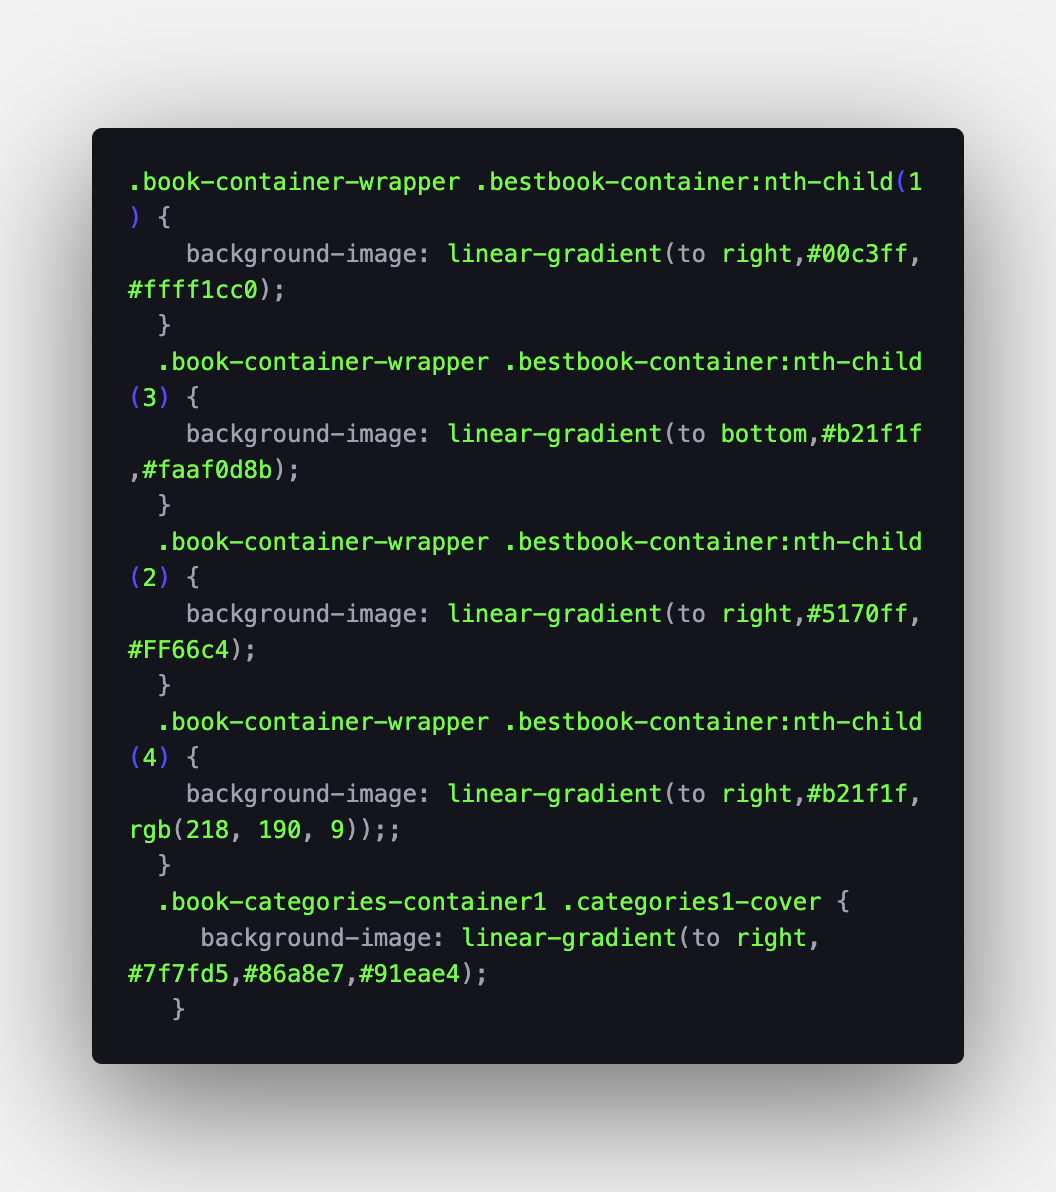 .book-container-wrapper .bestbook-container:nth-child(1
) {
    background-image: linear-gradient(to right,#00c3ff,
#ffff1cc0);
  }
  .book-container-wrapper .bestbook-container:nth-child
(3) {
    background-image: linear-gradient(to bottom,#b21f1f
,#faaf0d8b);
  }
  .book-container-wrapper .bestbook-container:nth-child
(2) {
    background-image: linear-gradient(to right,#5170ff,
#FF66c4);
  }
  .book-container-wrapper .bestbook-container:nth-child
(4) {
    background-image: linear-gradient(to right,#b21f1f,
rgb(218, 190, 9));;
  }
  .book-categories-container1 .categories1-cover {
     background-image: linear-gradient(to right,
#7f7fd5,#86a8e7,#91eae4);
   }